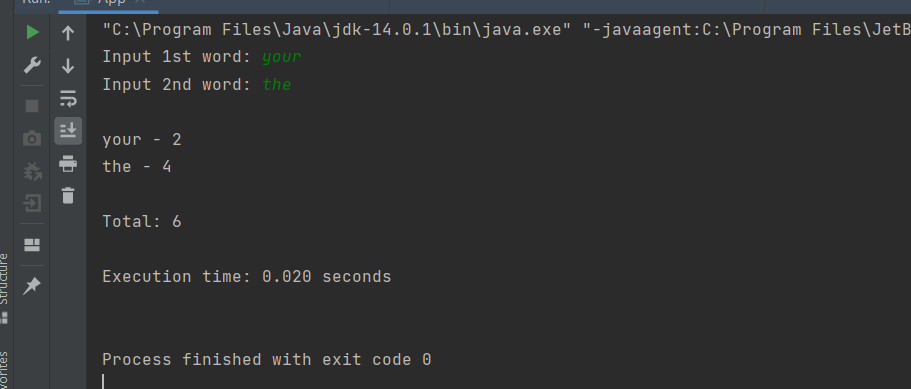 Run: App
"C:\Program Files\Java\jdk-14.0.1\bin\java.exe" "-javaagent:C:\Program Files\JetB
Input 1st word: your
Input 2nd word: the
your - 2
the - 4
Total: 6
Execution time: 0.020 seconds
Process finished with exit code 0
Structure